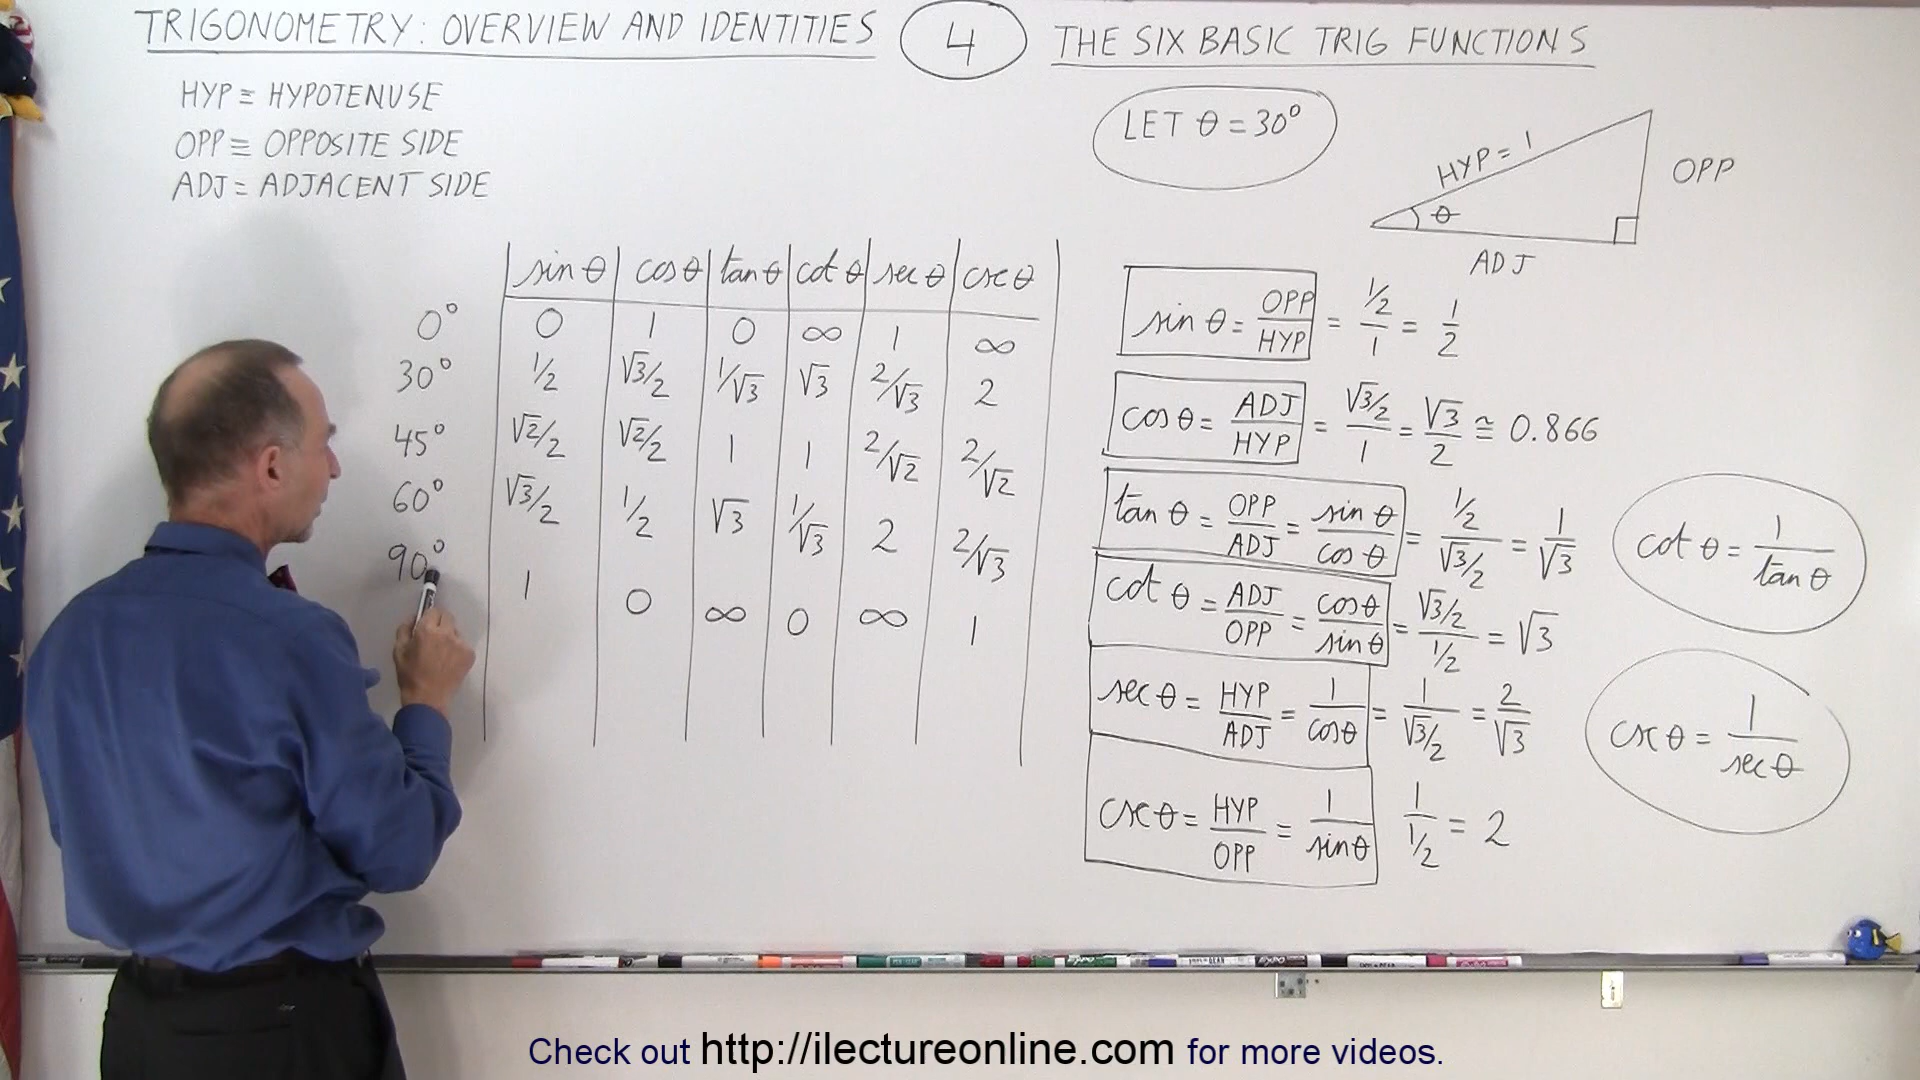 TRIGONOMETRY: OVERVIEW AND IDENTITIES 4 THE SIX BASIC TRIG FUNCTIONS
HYP ≡ HYPOTENUSE
OPP ≡ OPPOSITE SIDE
ADJ = ADJACENT SIDE
LET θ = 30°
HYP = 1
OPP
θ
ADJ
sin θ cos θ tan θ cot θ sec θ csc θ
0° 0 1 0 ∞ 1 ∞
30° 1/2 √3/2 1/√3 √3 2/√3 2
45° √2/2 √2/2 1 1 2/√2 2/√2
60° √3/2 1/2 √3 1/√3 2 2/√3
90° 1 0 ∞ 0 ∞ 1
sin θ = OPP/HYP = (1/2)/1 = 1/2
cos θ = ADJ/HYP = (√3/2)/1 = √3/2 ≅ 0.866
tan θ = OPP/ADJ = sin θ/cos θ = (1/2)/(√3/2) = 1/√3
cot θ = ADJ/OPP = cos θ/sin θ = (√3/2)/(1/2) = √3
sec θ = HYP/ADJ = 1/cos θ = 1/(√3/2) = 2/√3
csc θ = HYP/OPP = 1/sin θ 1/(1/2) = 2
cot θ = 1/tan θ
csc θ = 1/sec θ
Check out http://ilectureonline.com for more videos.